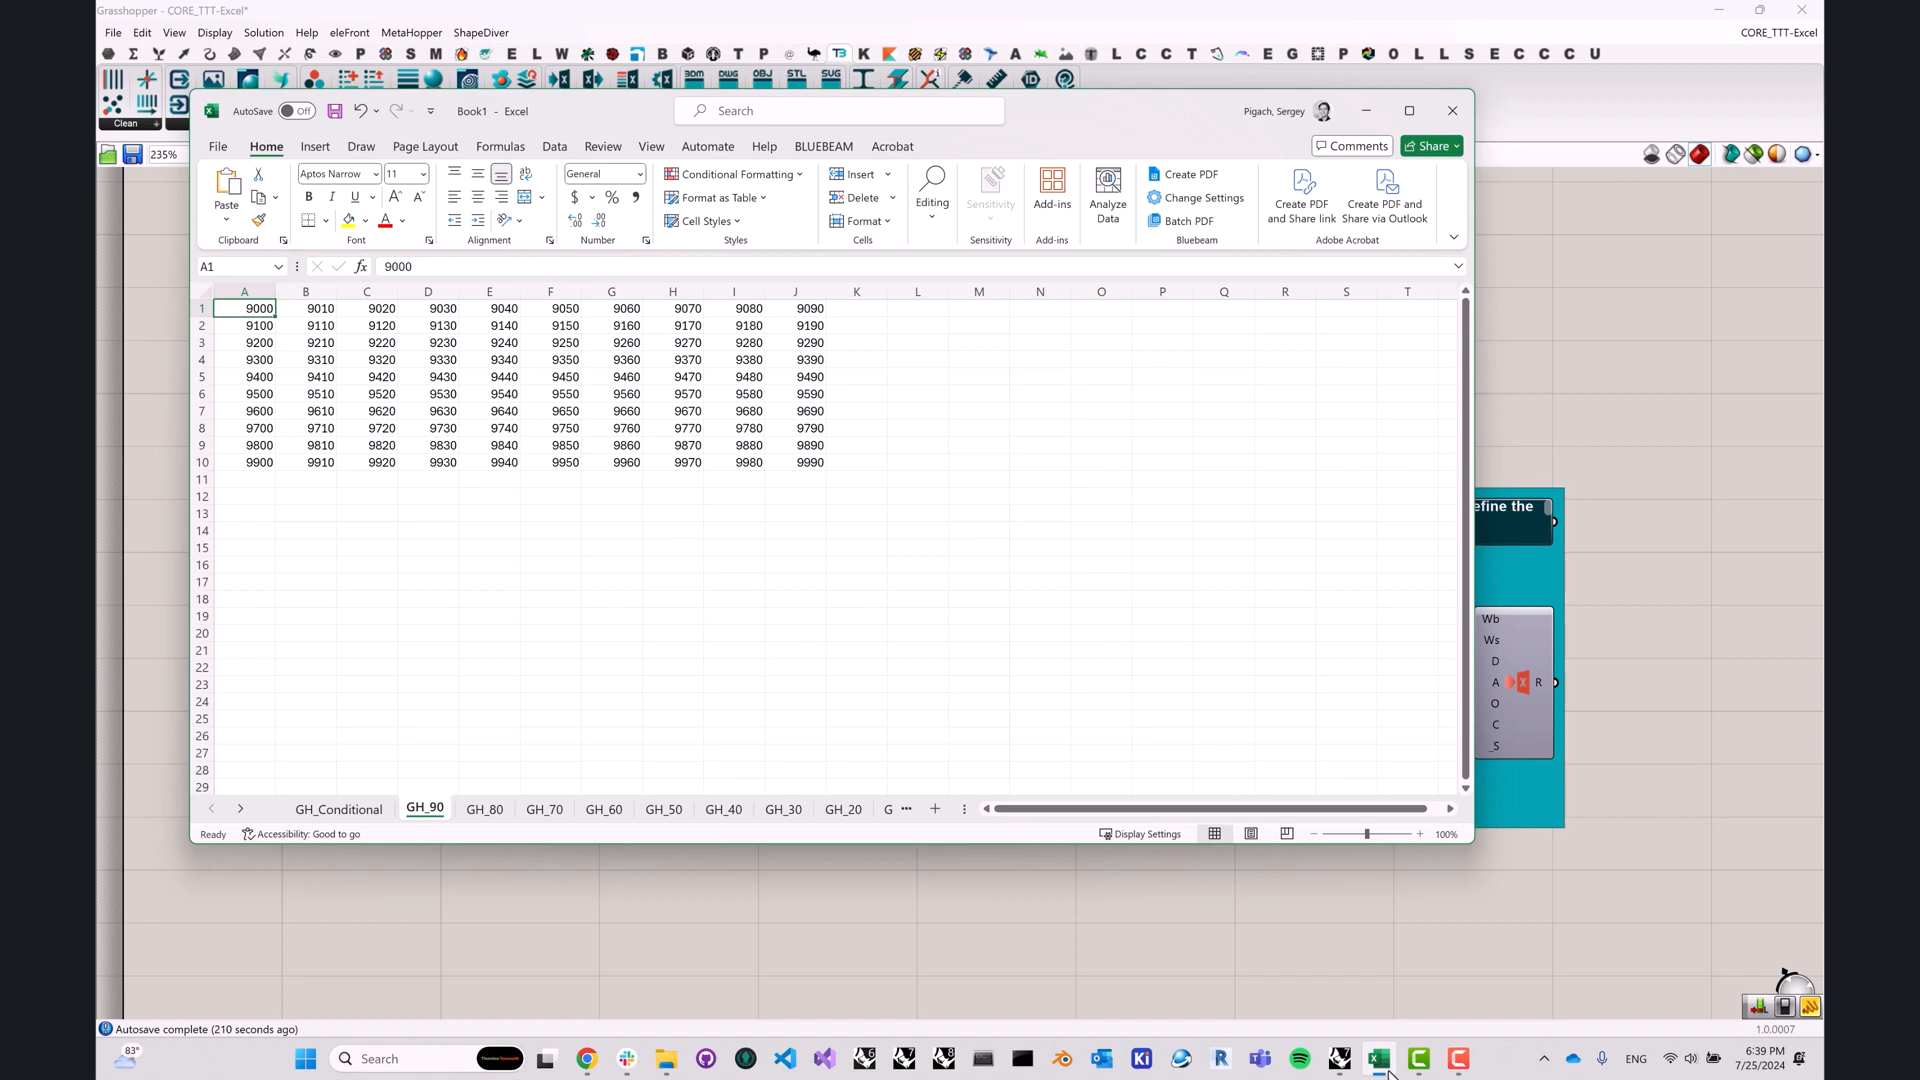 Grasshopper - CORE_TTT-Excel*
File Edit View Display Solution Help eleFront MetaHopper ShapeDiver
CORE_TTT-Excel
S M E L W B T P @ K A L C C T E G P O L L S E C C C U
3DM DWG OBJ STL SVG ID
Clean
235%
AutoSave Off
Book1 - Excel
Search
Pigach, Sergey
File Home Insert Draw Page Layout Formulas Data Review View Automate Help BLUEBEAM Acrobat
Comments Share
Paste
Clipboard
Aptos Narrow 11
B I U A A
A
Font
ab
Alignment
General
$ % ,
Number
Conditional Formatting
Format as Table
Cell Styles
Styles
Insert
Delete
Format
Cells
Editing
Sensitivity
Sensitivity
Add-ins
Add-ins
Analyze
Data
Create PDF
Change Settings
Batch PDF
Bluebeam
Create PDF
and Share link
Create PDF and
Share via Outlook
Adobe Acrobat
A1 fx 9000
A B C D E F G H I J K L M N O P Q R S T
1 9000 9010 9020 9030 9040 9050 9060 9070 9080 9090
2 9100 9110 9120 9130 9140 9150 9160 9170 9180 9190
3 9200 9210 9220 9230 9240 9250 9260 9270 9280 9290
4 9300 9310 9320 9330 9340 9350 9360 9370 9380 9390
5 9400 9410 9420 9430 9440 9450 9460 9470 9480 9490
6 9500 9510 9520 9530 9540 9550 9560 9570 9580 9590
7 9600 9610 9620 9630 9640 9650 9660 9670 9680 9690
8 9700 9710 9720 9730 9740 9750 9760 9770 9780 9790
9 9800 9810 9820 9830 9840 9850 9860 9870 9880 9890
10 9900 9910 9920 9930 9940 9950 9960 9970 9980 9990
11
12
13
14
15
16
17
18
19
20
21
22
23
24
25
26
27
28
29
efine the
Wb
Ws
D
A X R
O
C
_S
GH_Conditional GH_90 GH_80 GH_70 GH_60 GH_50 GH_40 GH_30 GH_20 G ... +
Ready Accessibility: Good to go Display Settings - + 100%
Autosave complete (210 seconds ago)
1.0.0007
83°
Search
6 7 8 Ki R
ENG
6:39 PM
7/25/2024